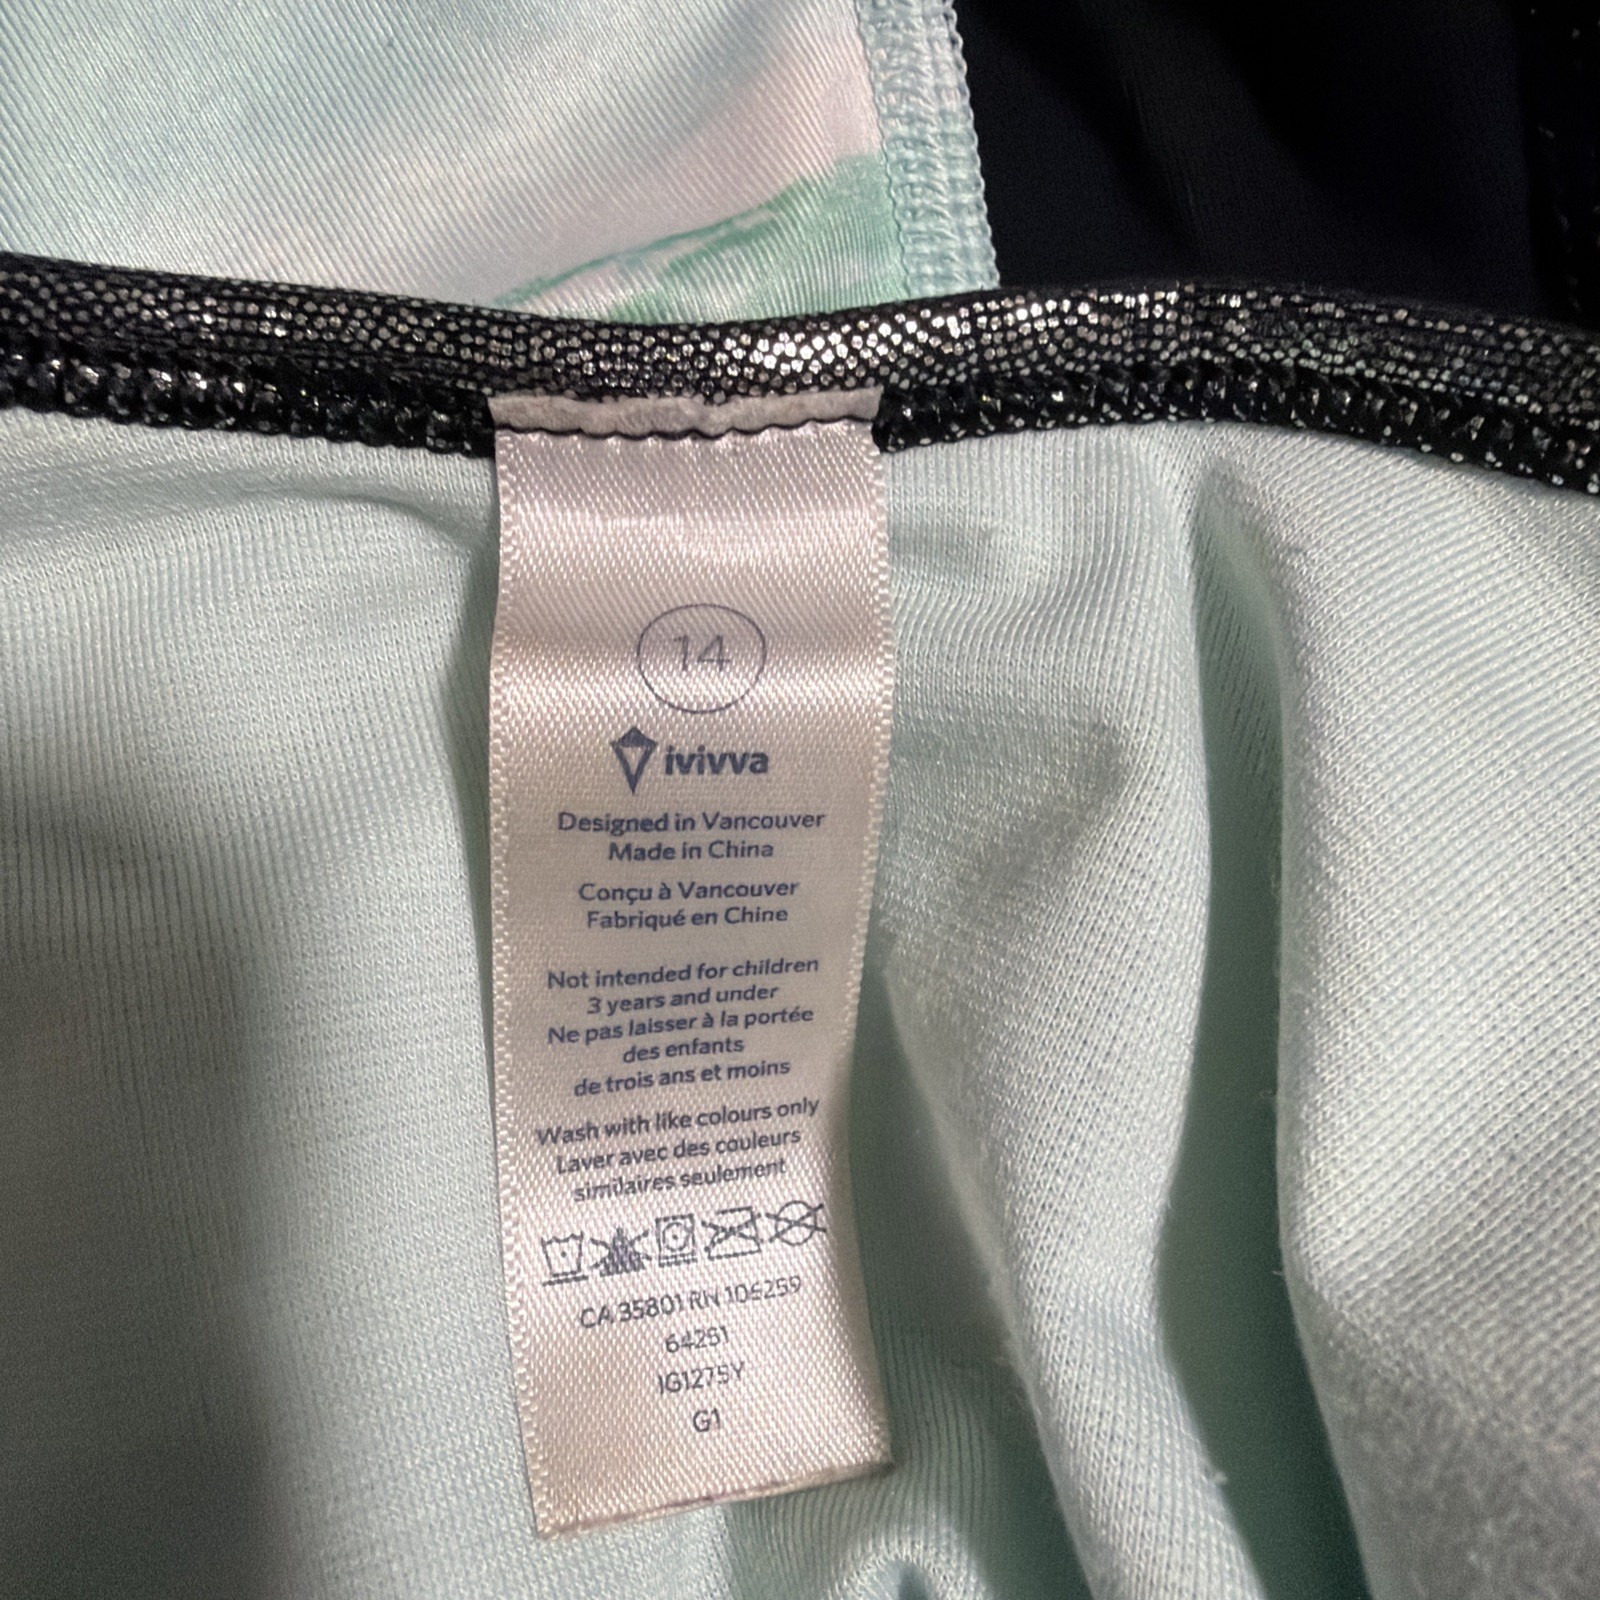 14
ivivva
Designed in Vancouver
Made in China
Conçu à Vancouver
Fabriqué en Chine
Not intended for children
3 years and under
Ne pas laisser à la portée
des enfants
de trois ans et moins
Wash with like colours only
Laver avec des couleurs
similaires seulement
CA 35801 RN 106259
64251
IG1275Y
G1